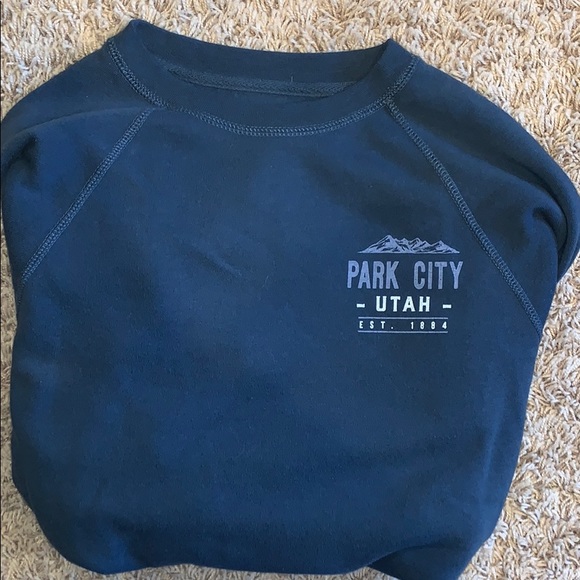 PARK CITY
- UTAH -
EST. 1884